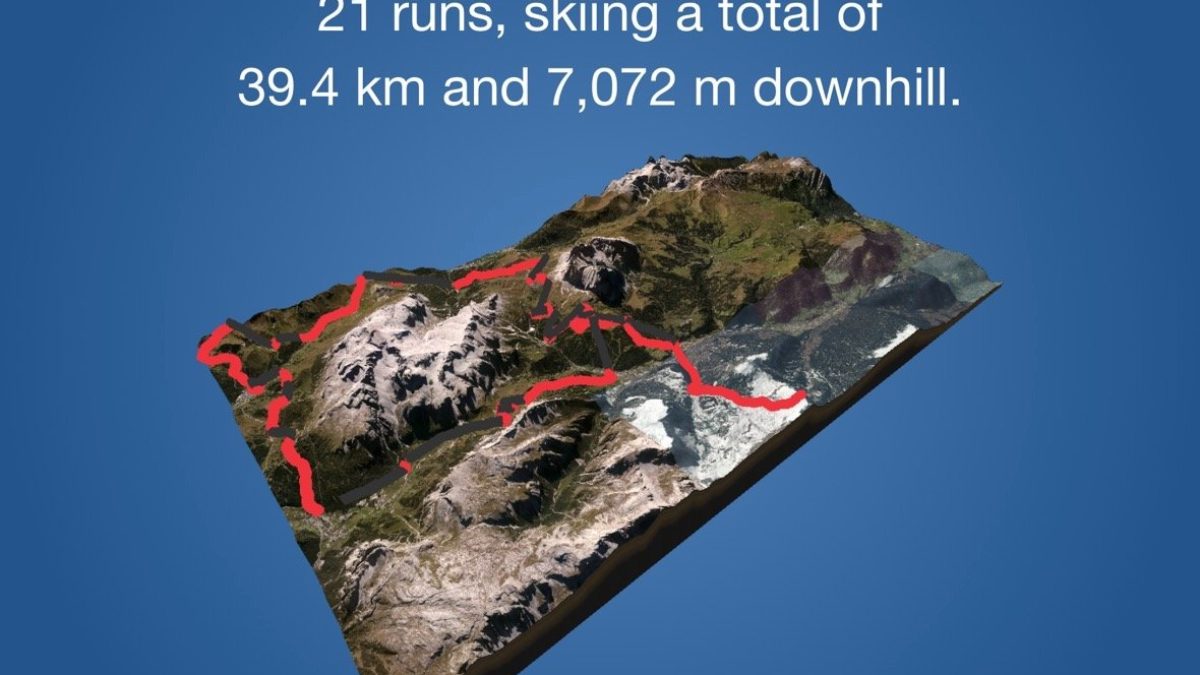 21 runs, skiing a total of
39.4 km and 7,072 m downhill.